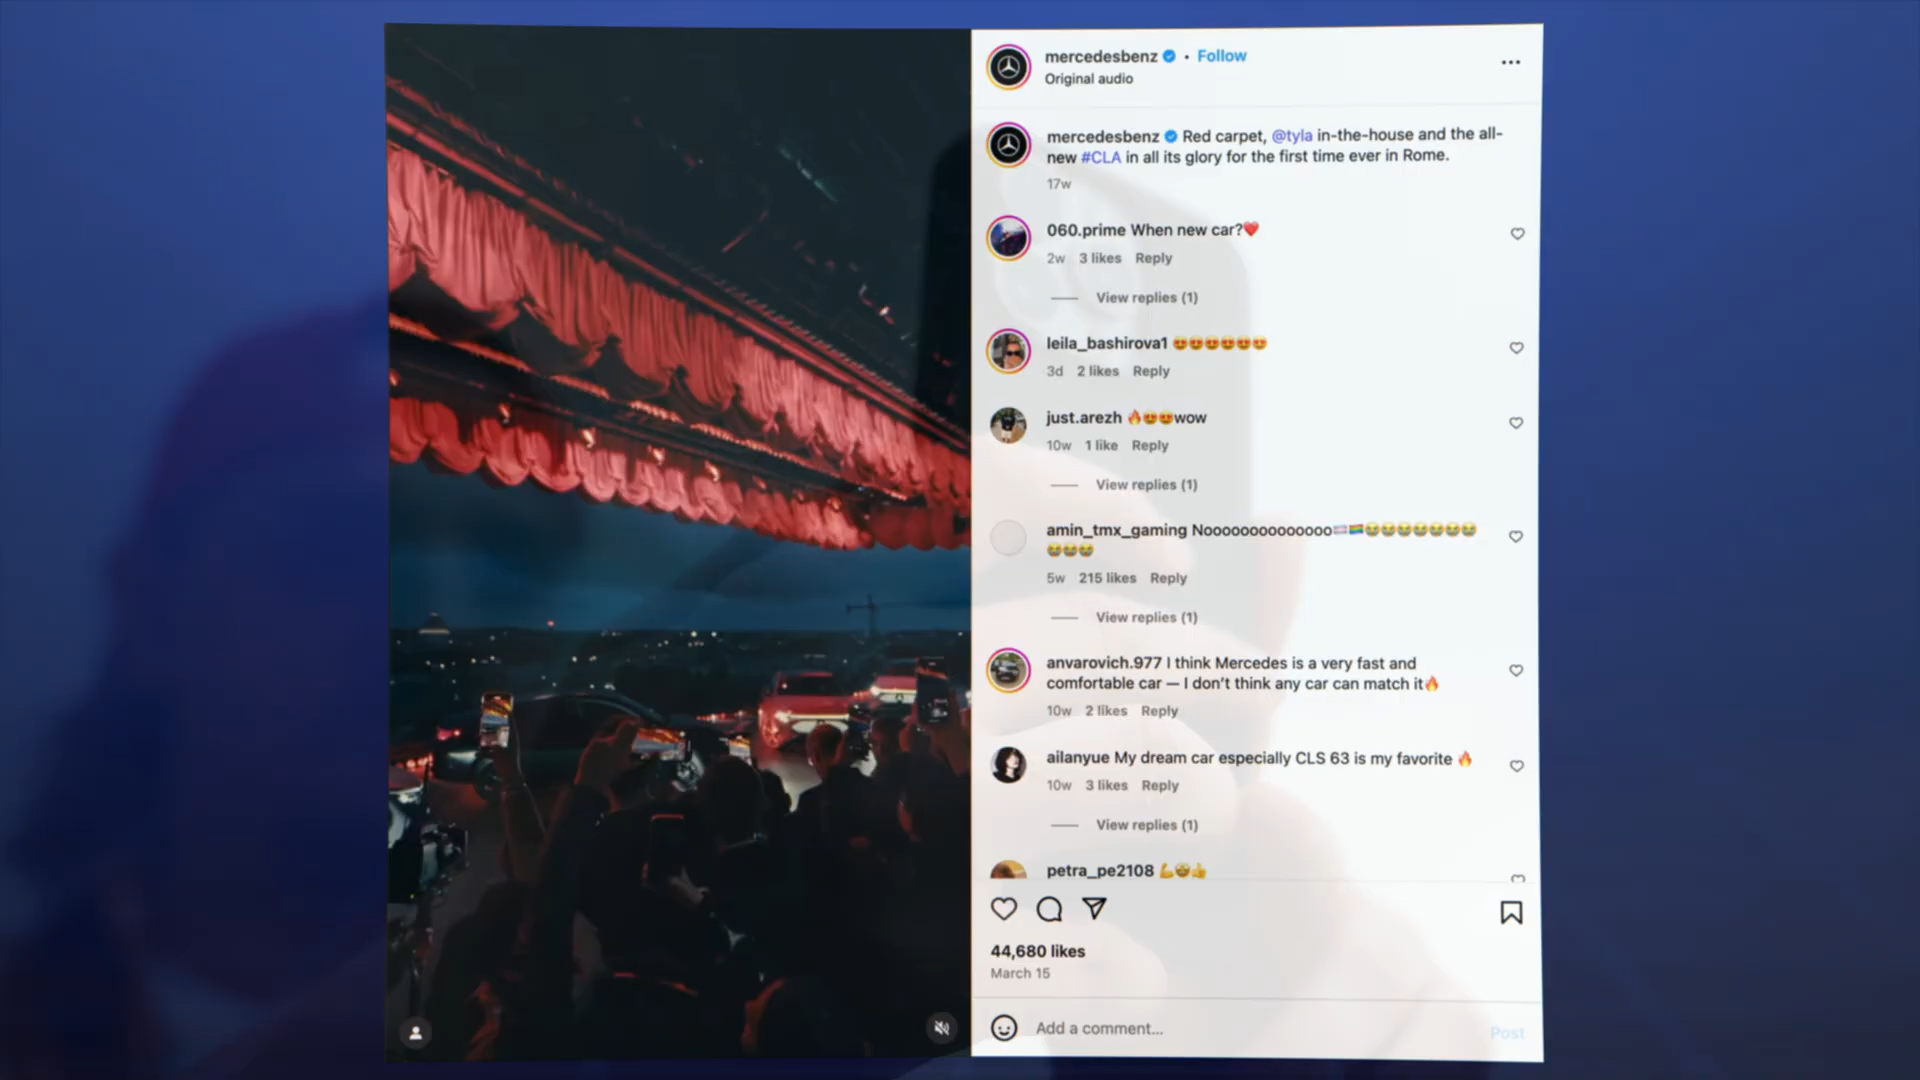 mercedesbenz • Follow
Original audio
mercedesbenz Red carpet, @tyla in-the-house and the all-
new #CLA in all its glory for the first time ever in Rome.
17w
060.prime When new car?❤️
2w 3 likes Reply
View replies (1)
leila_bashirova1 😍😍😍😍😍😍
3d 2 likes Reply
just.arezh 🔥😍😍wow
10w 1 like Reply
View replies (1)
amin_tmx_gaming Noooooooooooooo🏳️‍⚧️🏳️‍🌈😭😭😭😭😭😭😭
😭😭😭
5w 215 likes Reply
View replies (1)
anvarovich.977 I think Mercedes is a very fast and
comfortable car — I don't think any car can match it🔥
10w 2 likes Reply
ailanyue My dream car especially CLS 63 is my favorite 🔥
10w 3 likes Reply
View replies (1)
petra_pe2108 💪🤩👍
44,680 likes
March 15
Add a comment...
Post